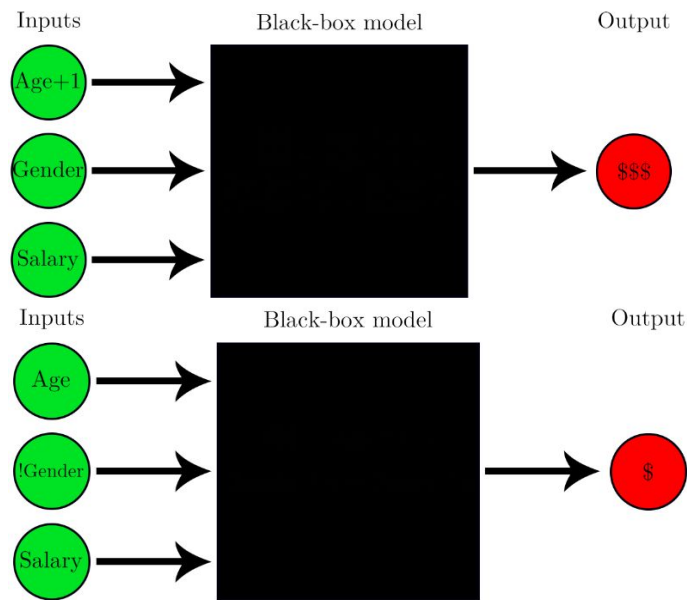 Inputs Black-box model Output
Age+1
Gender $$$
Salary
Inputs Black-box model Output
Age
!Gender $
Salary